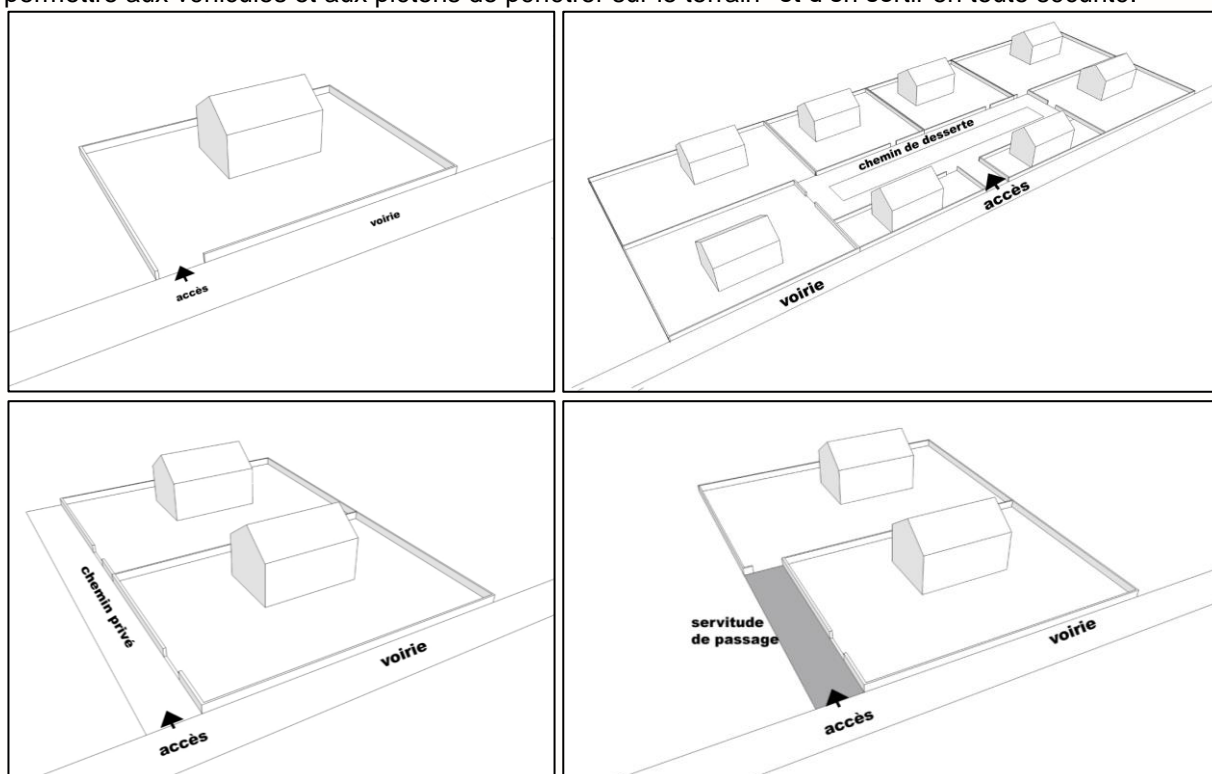 permettre aux véhicules et aux piétons de pénétrer sur le terrain et d'en sortir en toute sécurité.
voirie
accès
chemin de desserte
accès
voirie
chemin privé
voirie
accès
servitude
de passage
voirie
accès